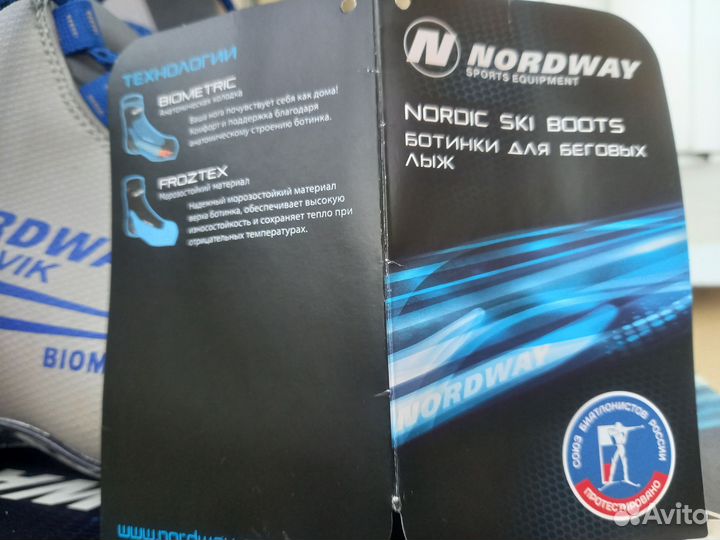 ТЕХНОЛОГИИ
BIOMETRIC
Анатомическая колодка
Ваша нога почувствует себя как дома!
Комфорт и поддержка благодаря
анатомическому строению ботинка.
FROZTEX
Морозостойкий материал
Надежный морозостойкий материал
верха ботинка, обеспечивает высокую
износостойкость и сохраняет тепло при
отрицательных температурах.
www.nordway
N NORDWAY
SPORTS EQUIPMENT
NORDIC SKI BOOTS
БОТИНКИ ДЛЯ БЕГОВЫХ
ЛЫЖ
NORDWAY
СОЮЗ БИАТЛОНИСТОВ РОССИИ
ПРОТЕСТИРОВАНО
RDWA
VIK
BIOM
Avito